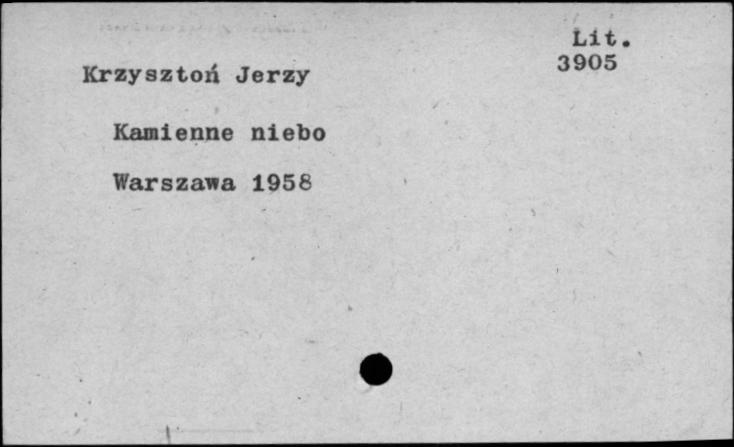 Lit.
3905
Krzysztoń Jerzy
Kamienne niebo
Warszawa 1958